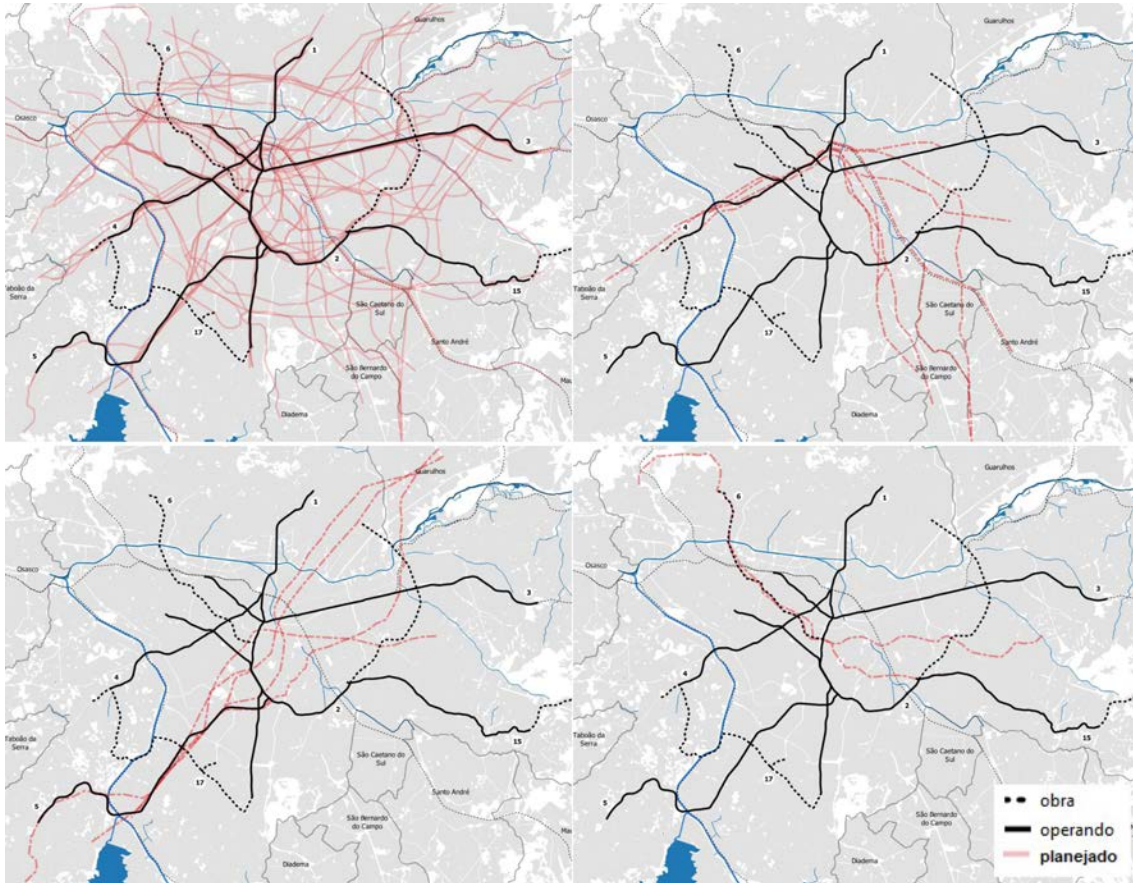 Guarulhos
6
1
Osasco
3
4
2
Taboão da
Serra
15
São Caetano do
Sul
17
Santo André
5
São Bernardo
do Campo
Diadema
Guarulhos
6
1
Osasco
3
4
2
Taboão da
Serra
15
São Caetano do
Sul
17
Santo André
5
São Bernardo
do Campo
Diadema
Guarulhos
6
1
Osasco
3
4
2
Taboão da
Serra
15
São Caetano do
Sul
17
Santo André
5
São Bernardo
do Campo
Diadema
Guarulhos
6
1
Osasco
3
4
2
Taboão da
Serra
15
São Caetano do
Sul
17
Santo André
5
São Bernardo
do Campo
Diadema
obra
operando
planejado